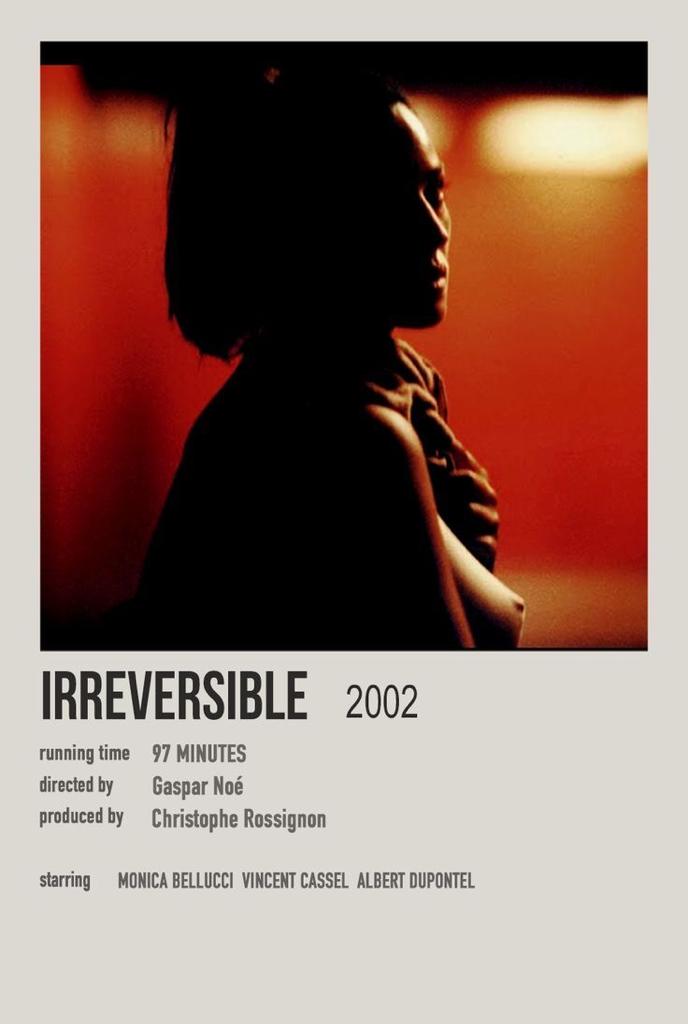 IRREVERSIBLE 2002
running time 97 MINUTES
directed by Gaspar Noé
produced by Christophe Rossignon
starring MONICA BELLUCCI VINCENT CASSEL ALBERT DUPONTEL